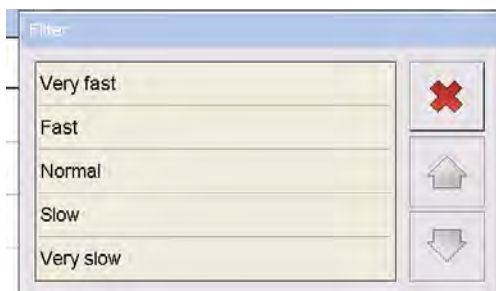 Filter
Very fast
Fast
Normal
Slow
Very slow